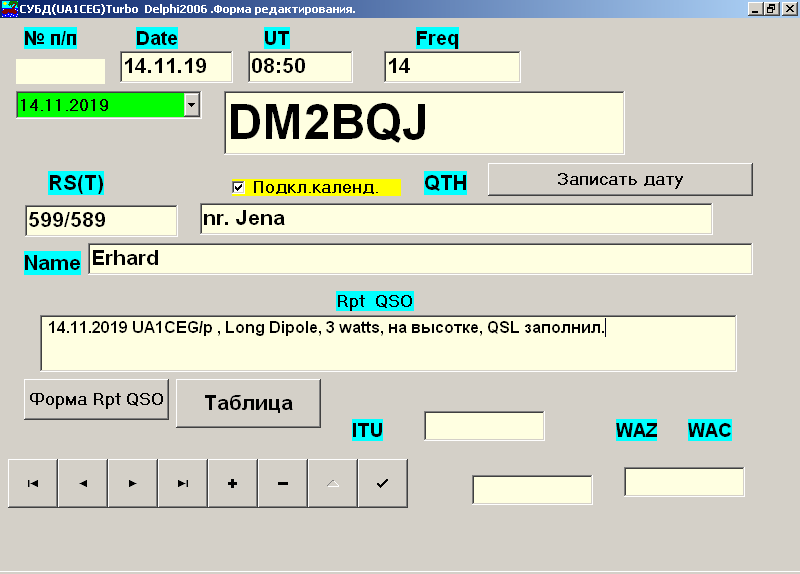 СУБД(UA1CEG)Turbo Delphi2006 .Форма редактирования.
№ п/п Date UT Freq
14.11.19 08:50 14
14.11.2019
DM2BQJ
RS(T) Подкл.календ. QTH Записать дату
599/589 nr. Jena
Name Erhard
Rpt QSO
14.11.2019 UA1CEG/p , Long Dipole, 3 watts, на высотке, QSL заполнил.
Форма Rpt QSO Таблица
ITU WAZ WAC